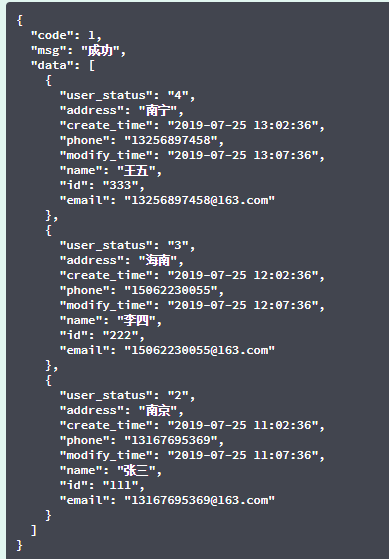 {
"code": 1,
"msg": "成功",
"data": [
{
"user_status": "4",
"address": "南宁",
"create_time": "2019-07-25 13:02:36",
"phone": "13256897458",
"modify_time": "2019-07-25 13:07:36",
"name": "王五",
"id": "333",
"email": "13256897458@163.com"
},
{
"user_status": "3",
"address": "海南",
"create_time": "2019-07-25 12:02:36",
"phone": "15062230055",
"modify_time": "2019-07-25 12:07:36",
"name": "李四",
"id": "222",
"email": "15062230055@163.com"
},
{
"user_status": "2",
"address": "南京",
"create_time": "2019-07-25 11:02:36",
"phone": "13167695369",
"modify_time": "2019-07-25 11:07:36",
"name": "张三",
"id": "111",
"email": "13167695369@163.com"
}
]
}